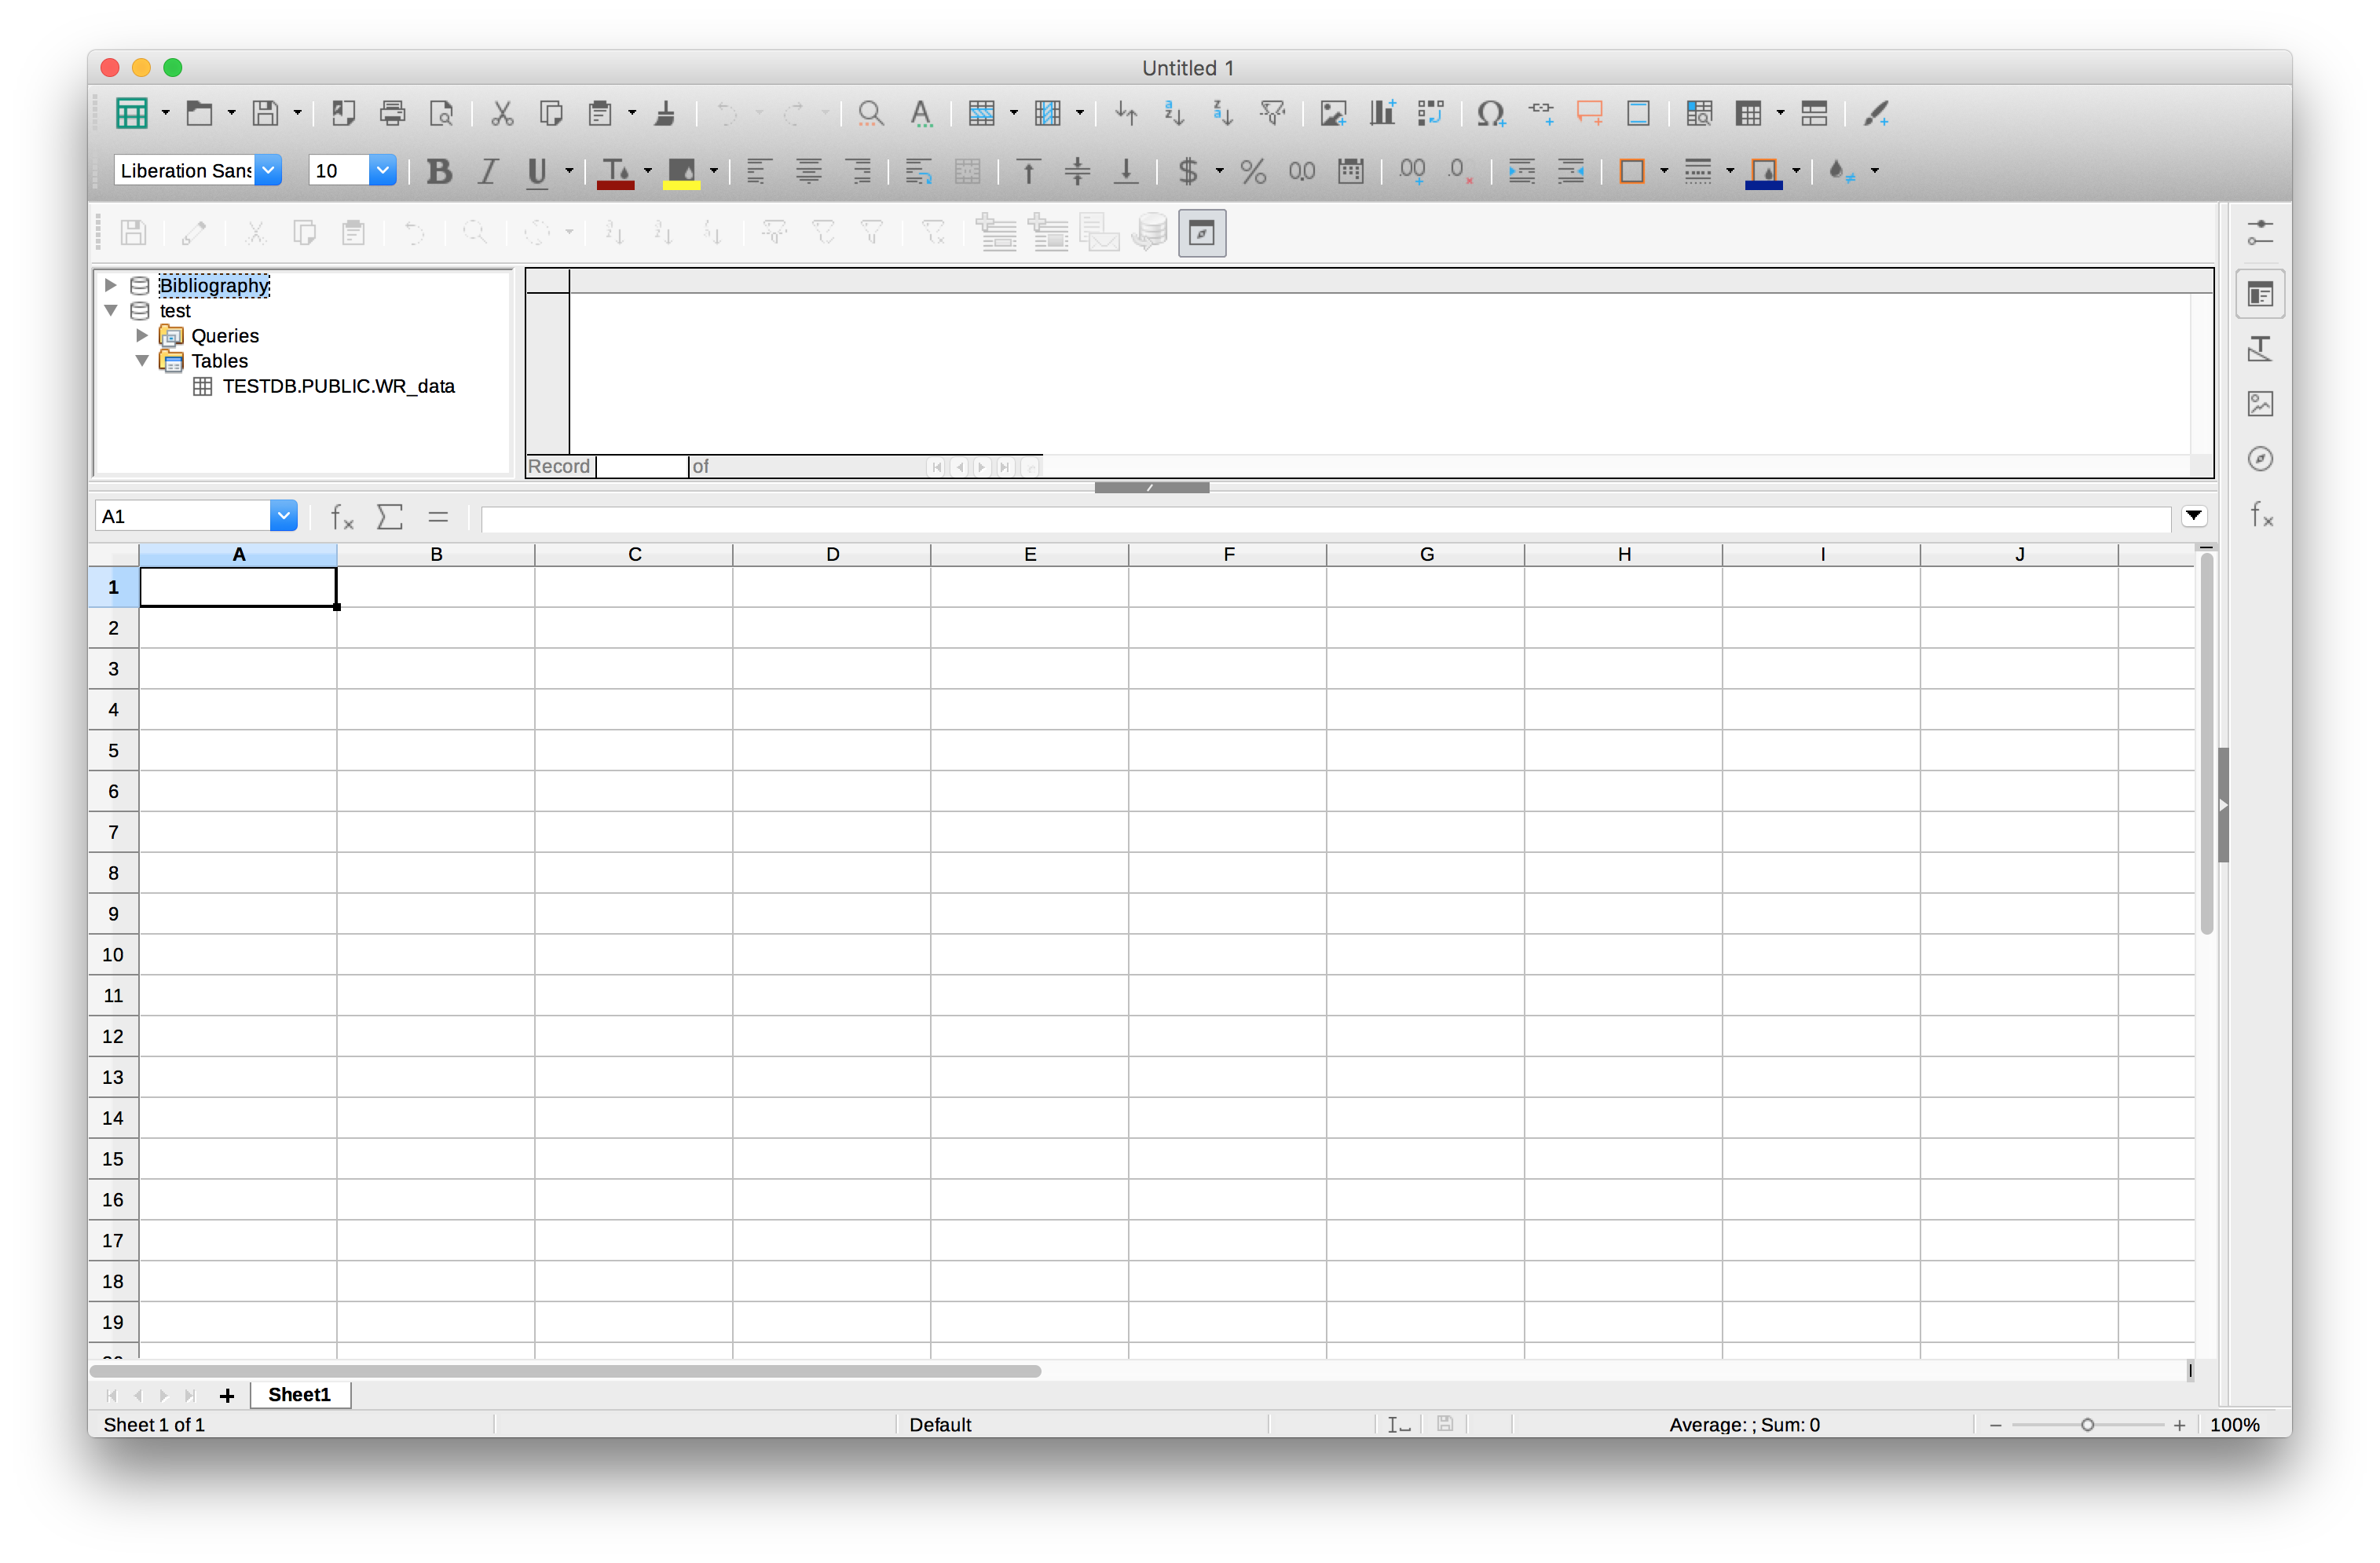 Untitled 1
Liberation Sans 10
Bibliography
test
Queries
Tables
TESTDB.PUBLIC.WR_data
Record of
A1
A B C D E F G H I J
1
2
3
4
5
6
7
8
9
10
11
12
13
14
15
16
17
18
19
Sheet1
Sheet 1 of 1 Default Average: ; Sum: 0 100%